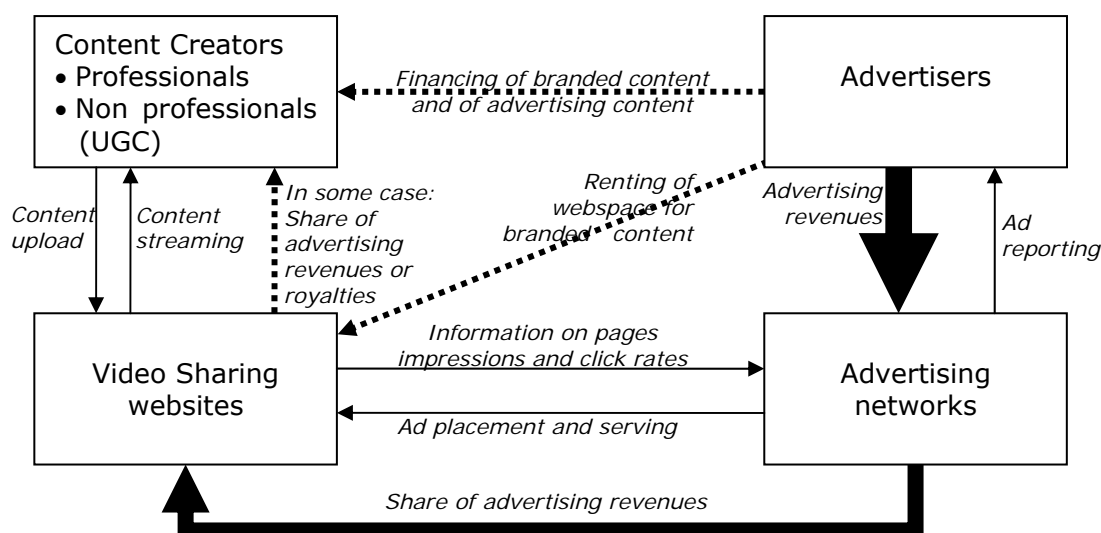 Content Creators
• Professionals
• Non professionals
(UGC)
Financing of branded content
and of advertising content
Advertisers
Content
upload
Content
streaming
In some case:
Share of
advertising
revenues or
royalties
Renting of
webspace for
branded content
Advertising
revenues
Ad
reporting
Video Sharing
websites
Information on pages
impressions and click rates
Ad placement and serving
Advertising
networks
Share of advertising revenues